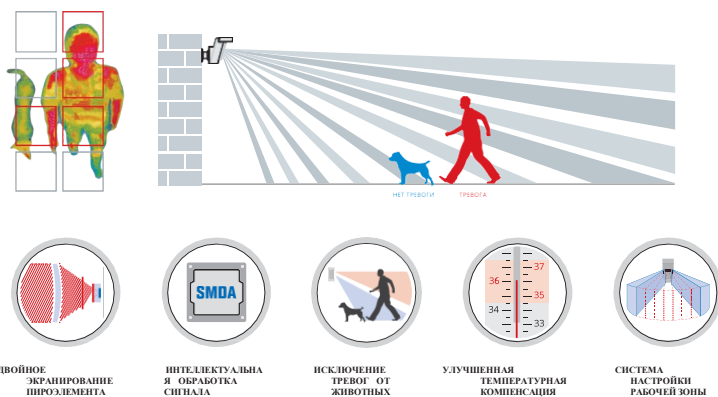 НЕТ ТРЕВОГИ
ТРЕВОГА
SMDA
37
36
35
34
33
ДВОЙНОЕ
ЭКРАНИРОВАНИЕ
ПИРОЭЛЕМЕНТА
ИНТЕЛЛЕКТУАЛЬНА
Я ОБРАБОТКА
СИГНАЛА
ИСКЛЮЧЕНИЕ
ТРЕВОГ ОТ
ЖИВОТНЫХ
УЛУЧШЕННАЯ
ТЕМПЕРАТУРНАЯ
КОМПЕНСАЦИЯ
СИСТЕМА
НАСТРОЙКИ
РАБОЧЕЙ ЗОНЫ